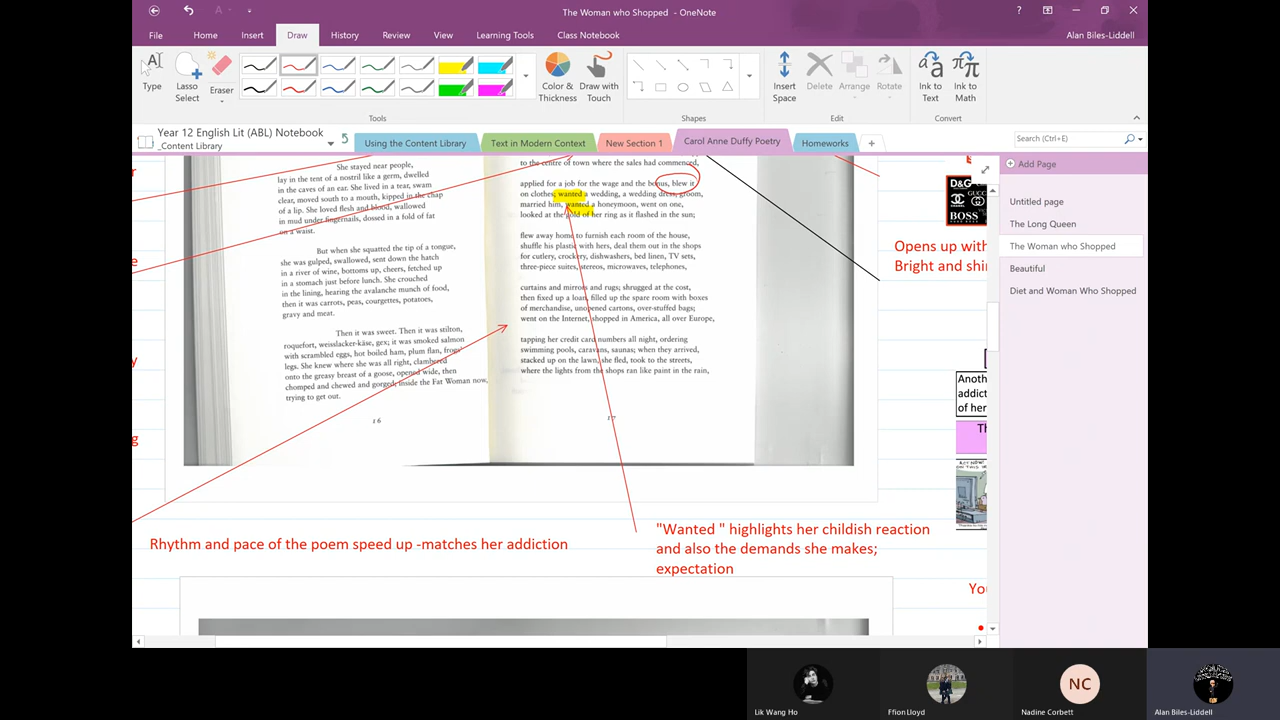 The Woman who Shopped - OneNote
?
File
Home
Insert
Draw
History
Review
View
Learning Tools
Class Notebook
Alan Biles-Liddell
Type
Lasso
Select
Eraser
Color &
Thickness
Draw with
Touch
Insert
Space
Delete
Arrange
Rotate
Ink to
Text
Ink to
Math
Tools
Shapes
Edit
Convert
Year 12 English Lit (ABL) Notebook
_Content Library
Using the Content Library
Text in Modern Context
New Section 1
Carol Anne Duffy Poetry
Homeworks
+
Search (Ctrl+E)
Add Page
Untitled page
The Long Queen
The Woman who Shopped
Beautiful
Diet and Woman Who Shopped
She stayed near people,
lay in the tent of a nostril like a germ, dwelled
in the caves of an ear. She lived in a tear, swam
clear, moved south to a mouth, kipped in the chap
of a lip. She loved flesh and blood, wallowed
in mud under fingernails, dossed in a fold of fat
on a waist.
But when she squatted the tip of a tongue,
she was gulped, swallowed, sent down the hatch
in a river of wine, bottoms up, cheers, fetched up
in a stomach just before lunch. She crouched
in the lining, hearing the avalanche munch of food,
then it was carrots, peas, courgettes, potatoes,
gravy and meat.
Then it was sweet. Then it was stilton,
roquefort, weisslacker-käse, gex; it was smoked salmon
with scrambled eggs, hot boiled ham, plum flan, frogs'
legs. She knew where she was all right, clambered
onto the greasy breast of a goose, opened wide, then
chomped and chewed and gorged; inside the Fat Woman now,
trying to get out.
16
to the centre of town where the sales had commenced,
applied for a job for the wage and the bonus, blew it
on clothes; wanted a wedding, a wedding dress, groom,
married him, wanted a honeymoon, went on one,
looked at the gold of her ring as it flashed in the sun;
flew away home to furnish each room of the house,
shuffle his plastic with hers, deal them out in the shops
for cutlery, crockery, dishwashers, bed linen, TV sets,
three-piece suites, stereos, microwaves, telephones,
curtains and mirrors and rugs; shrugged at the cost,
then fixed up a loan, filled up the spare room with boxes
of merchandise, unopened cartons, over-stuffed bags;
went on the Internet, shopped in America, all over Europe,
tapping her credit card numbers all night, ordering
swimming pools, caravans, saunas; when they arrived,
stacked up on the lawn, she fled, took to the streets,
where the lights from the shops ran like paint in the rain,
17
D&G
GUCCI
BOSS
Opens up with
Bright and shin
Anoth
addict
of her
Th
Rhythm and pace of the poem speed up -matches her addiction
"Wanted " highlights her childish reaction
and also the demands she makes;
expectation
You
Lik Wang Ho
Ffion Lloyd
NC
Nadine Corbett
Alan Biles-Liddell